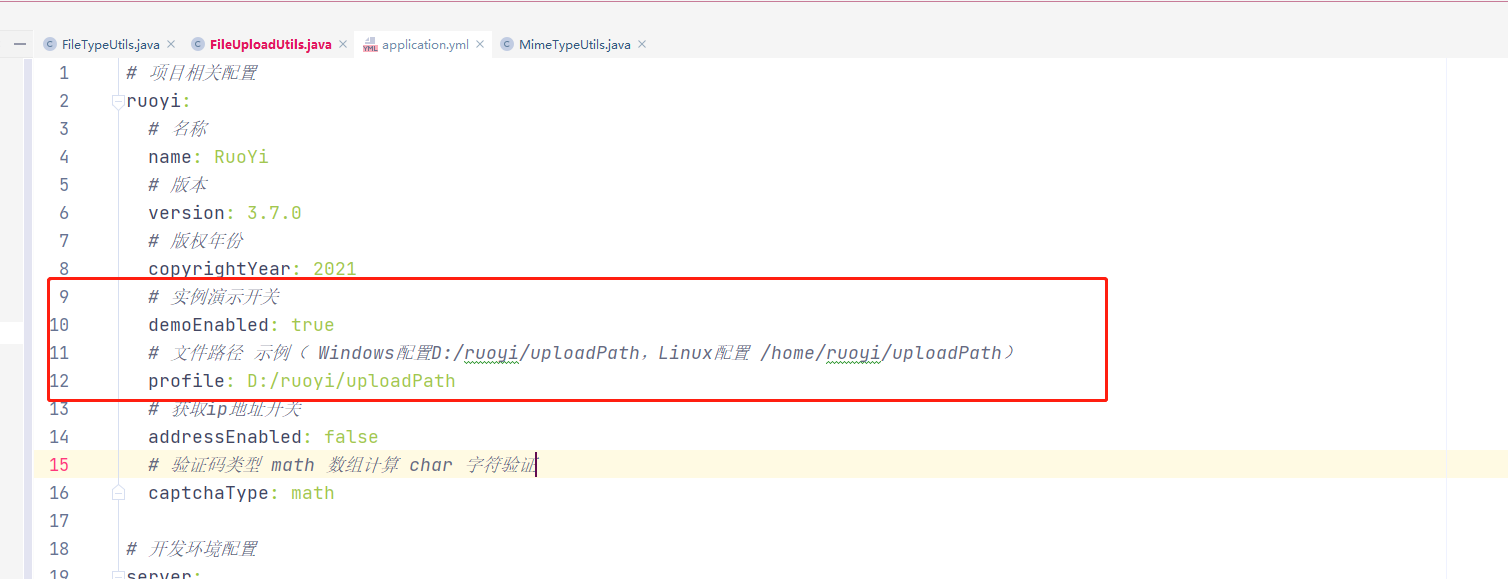 FileTypeUtils.java FileUploadUtils.java YML application.yml MimeTypeUtils.java
1 # 项目相关配置
2 ruoyi:
3 # 名称
4 name: RuoYi
5 # 版本
6 version: 3.7.0
7 # 版权年份
8 copyrightYear: 2021
9 # 实例演示开关
10 demoEnabled: true
11 # 文件路径 示例（ Windows配置D:/ruoyi/uploadPath，Linux配置 /home/ruoyi/uploadPath）
12 profile: D:/ruoyi/uploadPath
13 # 获取ip地址开关
14 addressEnabled: false
15 # 验证码类型 math 数组计算 char 字符验证
16 captchaType: math
17
18 # 开发环境配置
19 server: